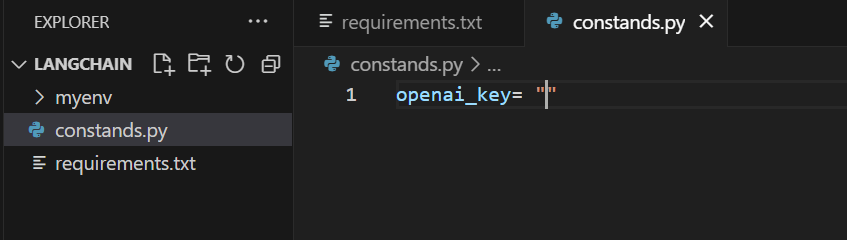 EXPLORER
LANGCHAIN
myenv
constands.py
requirements.txt
requirements.txt
constands.py
constands.py > ...
1 openai_key= ""